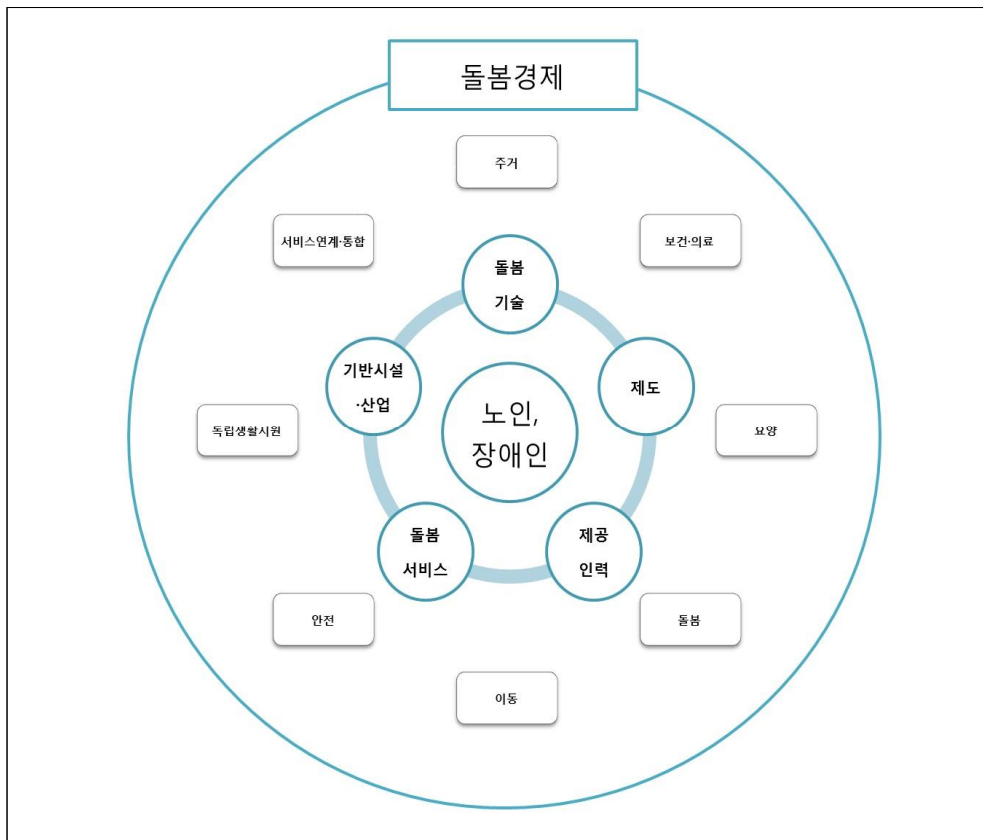 돌봄경제
주거
서비스연계·통합
보건·의료
돌봄
기술
기반시설
·산업
제도
노인,
장애인
독립생활시원
요양
돌봄
서비스
제공
인력
안전
돌봄
이동